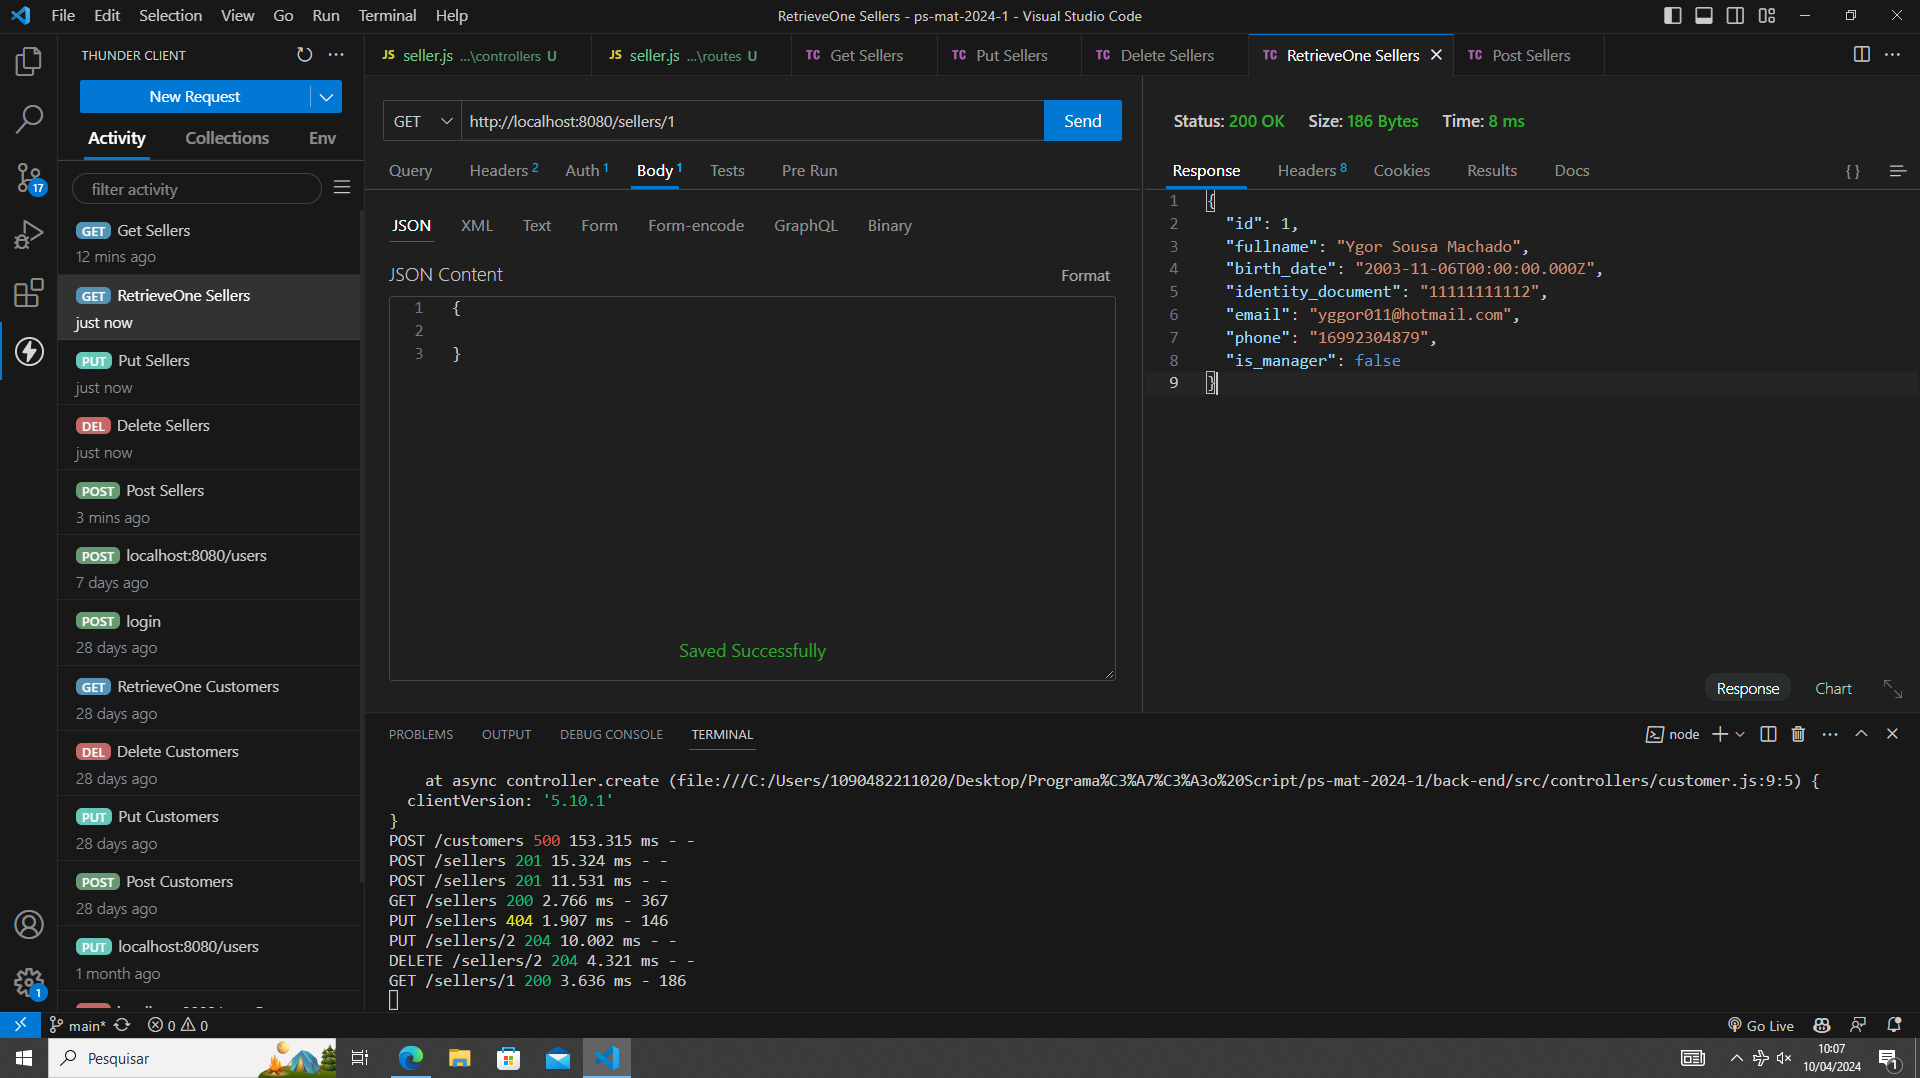 File Edit Selection View Go Run Terminal Help
RetrieveOne Sellers - ps-mat-2024-1 - Visual Studio Code
THUNDER CLIENT
New Request
Activity Collections Env
filter activity
GET Get Sellers
12 mins ago
GET RetrieveOne Sellers
just now
PUT Put Sellers
just now
DEL Delete Sellers
just now
POST Post Sellers
3 mins ago
POST localhost:8080/users
7 days ago
POST login
28 days ago
GET RetrieveOne Customers
28 days ago
DEL Delete Customers
28 days ago
PUT Put Customers
28 days ago
POST Post Customers
28 days ago
PUT localhost:8080/users
1 month ago
17
1
JS seller.js ...\controllers U
JS seller.js ...\routes U
TC Get Sellers
TC Put Sellers
TC Delete Sellers
TC RetrieveOne Sellers
TC Post Sellers
GET http://localhost:8080/sellers/1 Send
Query Headers 2 Auth 1 Body 1 Tests Pre Run
JSON XML Text Form Form-encode GraphQL Binary
JSON Content Format
1 {
2
3 }
Saved Successfully
Status: 200 OK Size: 186 Bytes Time: 8 ms
Response Headers 8 Cookies Results Docs { }
1 {
2 "id": 1,
3 "fullname": "Ygor Sousa Machado",
4 "birth_date": "2003-11-06T00:00:00.000Z",
5 "identity_document": "11111111112",
6 "email": "yggor011@hotmail.com",
7 "phone": "16992304879",
8 "is_manager": false
9 }
Response Chart
PROBLEMS OUTPUT DEBUG CONSOLE TERMINAL
node
at async controller.create (file:///C:/Users/1090482211020/Desktop/Programa%C3%A7%C3%A3o%20Script/ps-mat-2024-1/back-end/src/controllers/customer.js:9:5) {
clientVersion: '5.10.1'
}
POST /customers 500 153.315 ms - -
POST /sellers 201 15.324 ms - -
POST /sellers 201 11.531 ms - -
GET /sellers 200 2.766 ms - 367
PUT /sellers 404 1.907 ms - 146
PUT /sellers/2 204 10.002 ms - -
DELETE /sellers/2 204 4.321 ms - -
GET /sellers/1 200 3.636 ms - 186
main* 0 0
Go Live
Pesquisar
10:07
10/04/2024
1